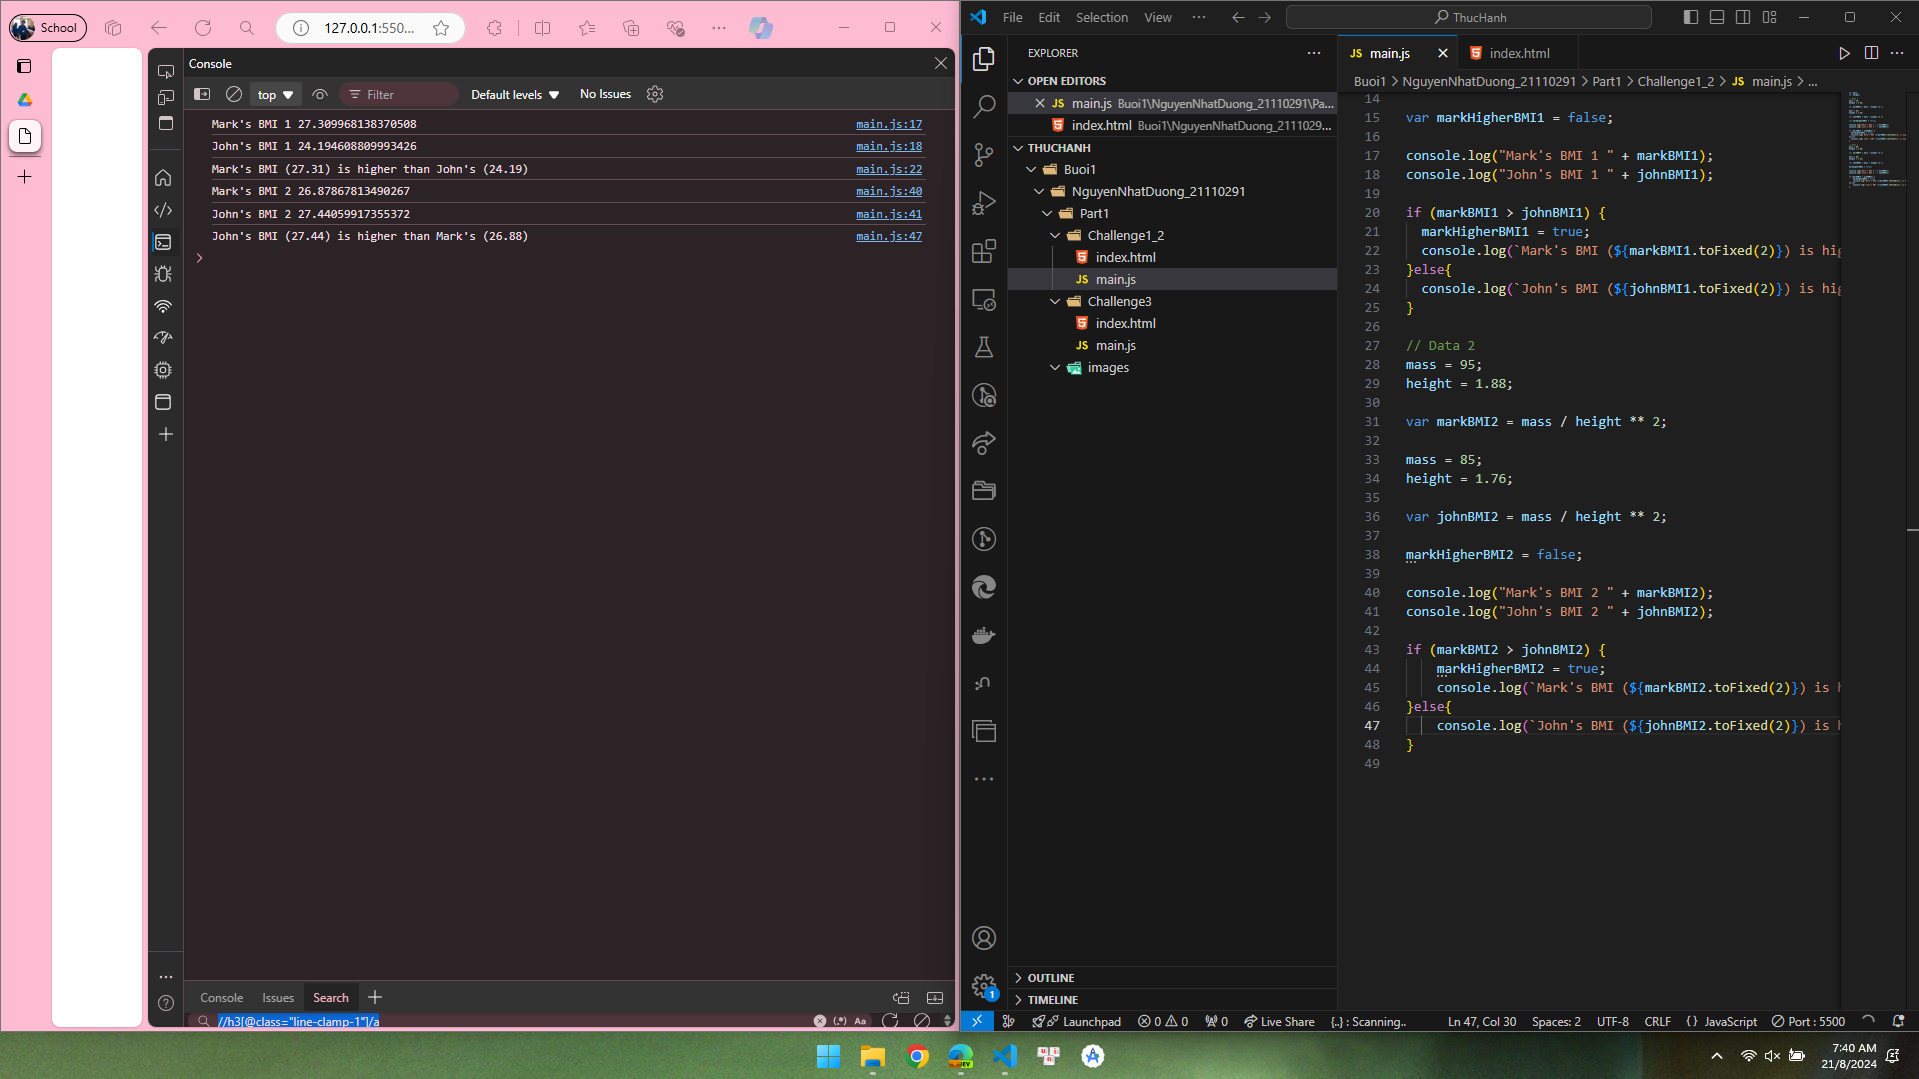 School
127.0.0.1:550...
Console
top
Filter
Default levels
No Issues
Mark's BMI 1 27.309968138370508 main.js:17
John's BMI 1 24.194608809993426 main.js:18
Mark's BMI (27.31) is higher than John's (24.19) main.js:22
Mark's BMI 2 26.87867813490267 main.js:40
John's BMI 2 27.44059917355372 main.js:41
John's BMI (27.44) is higher than Mark's (26.88) main.js:47
>
Console Issues Search
//h3[@class="line-clamp-1"]/a
(.*) Aa
File Edit Selection View ...
ThucHanh
EXPLORER
OPEN EDITORS
JS main.js Buoi1\NguyenNhatDuong_21110291\Pa...
index.html Buoi1\NguyenNhatDuong_2111029...
THUCHANH
Buoi1
NguyenNhatDuong_21110291
Part1
Challenge1_2
index.html
JS main.js
Challenge3
index.html
JS main.js
images
OUTLINE
TIMELINE
JS main.js
index.html
Buoi1 > NguyenNhatDuong_21110291 > Part1 > Challenge1_2 > JS main.js > ...
14
15 var markHigherBMI1 = false;
16
17 console.log("Mark's BMI 1 " + markBMI1);
18 console.log("John's BMI 1 " + johnBMI1);
19
20 if (markBMI1 > johnBMI1) {
21 markHigherBMI1 = true;
22 console.log(`Mark's BMI (${markBMI1.toFixed(2)}) is hig
23 }else{
24 console.log(`John's BMI (${johnBMI1.toFixed(2)}) is hig
25 }
26
27 // Data 2
28 mass = 95;
29 height = 1.88;
30
31 var markBMI2 = mass / height ** 2;
32
33 mass = 85;
34 height = 1.76;
35
36 var johnBMI2 = mass / height ** 2;
37
38 markHigherBMI2 = false;
39
40 console.log("Mark's BMI 2 " + markBMI2);
41 console.log("John's BMI 2 " + johnBMI2);
42
43 if (markBMI2 > johnBMI2) {
44 markHigherBMI2 = true;
45 console.log(`Mark's BMI (${markBMI2.toFixed(2)}) is h
46 }else{
47 console.log(`John's BMI (${johnBMI2.toFixed(2)}) is h
48 }
49
1
Launchpad 0 0 0 Live Share {..} : Scanning.. Ln 47, Col 30 Spaces: 2 UTF-8 CRLF {} JavaScript Port : 5500
7:40 AM
21/8/2024